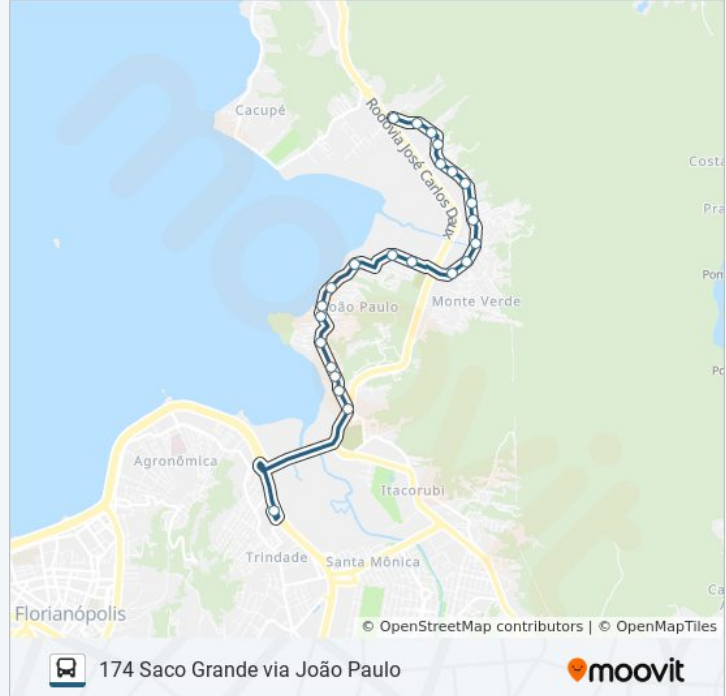 Cacupé
Rodovia José Carlos Daux
Costa
Pra
Pon
João Paulo
Monte Verde
Po
Agronômica
Itacorubi
Trindade
Santa Mônica
Ca
Florianópolis
© OpenStreetMap contributors | © OpenMapTiles
174 Saco Grande via João Paulo
moovit